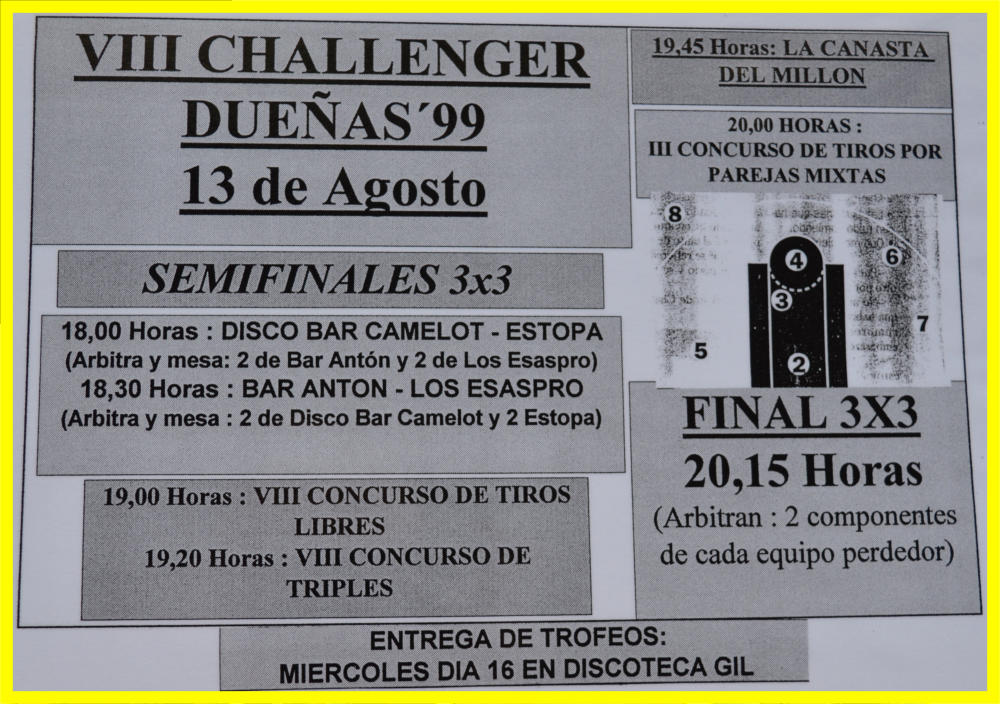 VIII CHALLENGER
DUEÑAS´99
13 de Agosto
SEMIFINALES 3x3
18,00 Horas : DISCO BAR CAMELOT - ESTOPA
(Arbitra y mesa: 2 de Bar Antón y 2 de Los Esaspro)
18,30 Horas : BAR ANTON - LOS ESASPRO
(Arbitra y mesa : 2 de Disco Bar Camelot y 2 Estopa)
19,00 Horas : VIII CONCURSO DE TIROS
LIBRES
19,20 Horas : VIII CONCURSO DE
TRIPLES
19,45 Horas: LA CANASTA
DEL MILLON
20,00 HORAS :
III CONCURSO DE TIROS POR
PAREJAS MIXTAS
8
4
6
3
7
5
2
FINAL 3X3
20,15 Horas
(Arbitran : 2 componentes
de cada equipo perdedor)
ENTREGA DE TROFEOS:
MIERCOLES DIA 16 EN DISCOTECA GIL